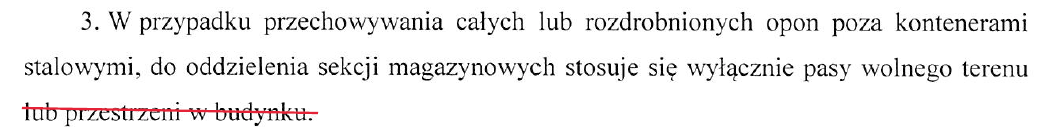 3. W przypadku przechowywania całych lub rozdrobnionych opon poza kontenerami
stalowymi, do oddzielenia sekcji magazynowych stosuje się wyłącznie pasy wolnego terenu
lub przestrzeni w budynku.